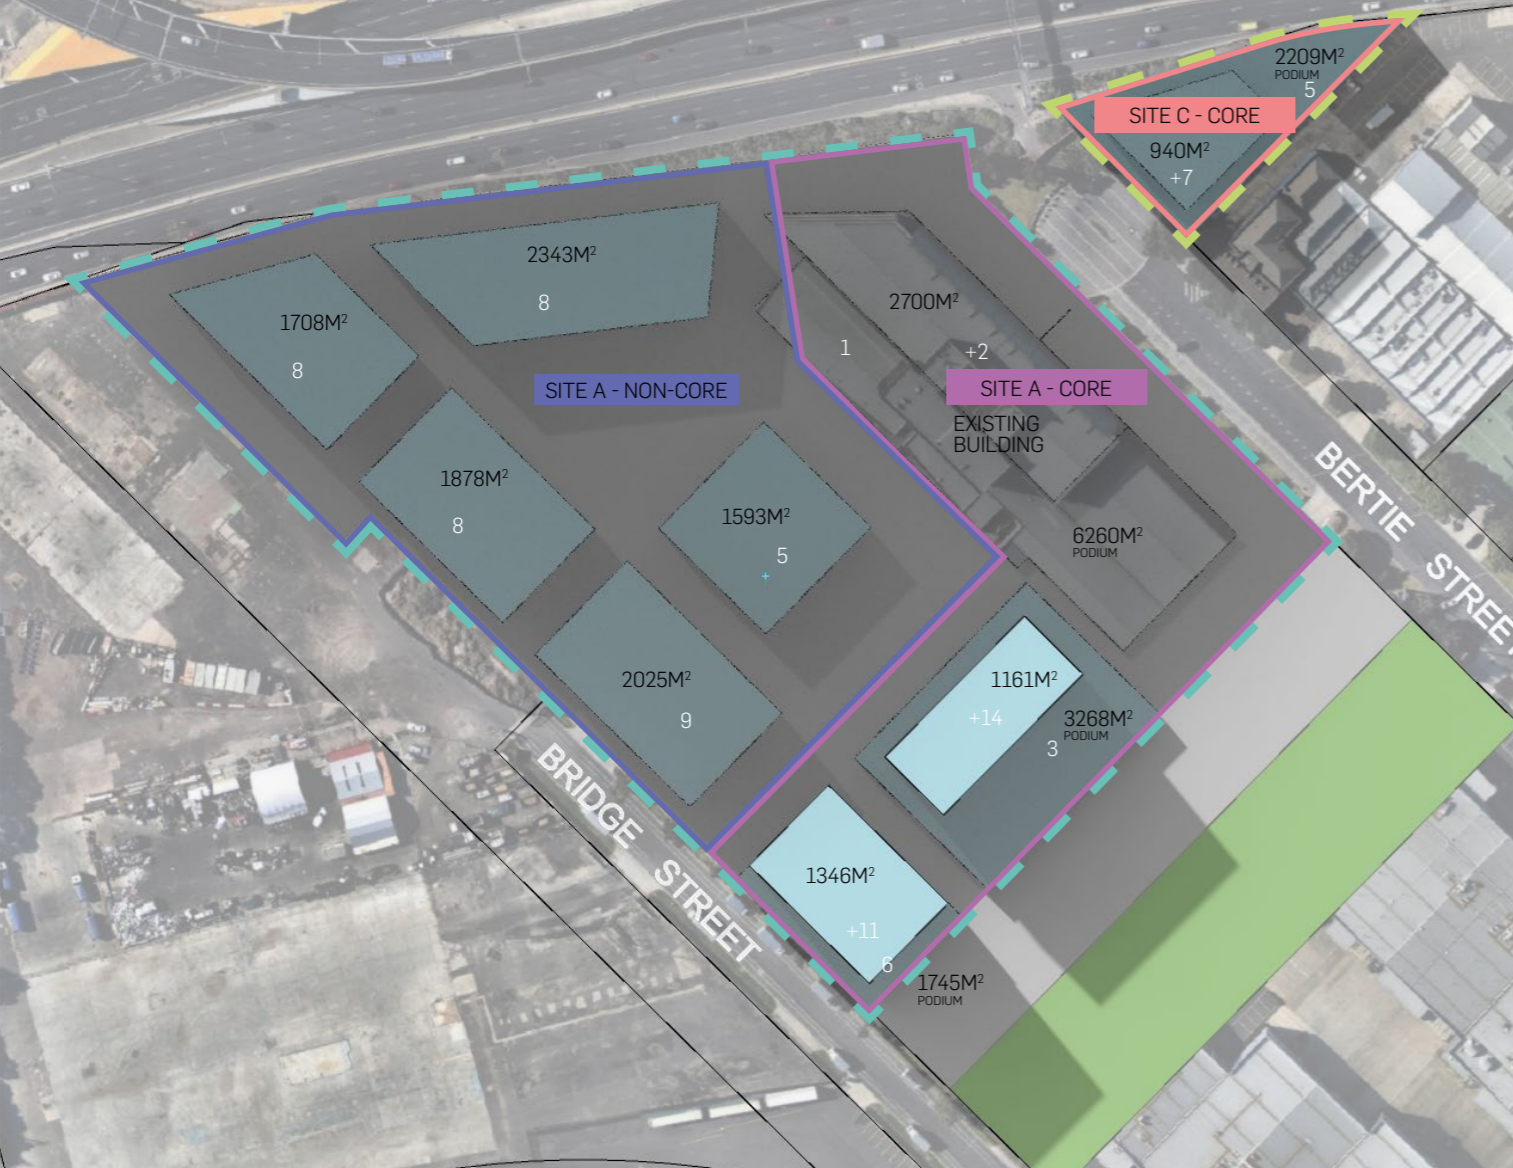 2209M²
PODIUM
5
SITE C - CORE
940M²
+7
2343M²
8
1708M²
8
2700M²
1
+2
SITE A - NON-CORE
SITE A - CORE
EXISTING
BUILDING
1878M²
8
1593M²
5
6260M²
PODIUM
BERTIE STREET
2025M²
9
1161M²
+14
3268M²
PODIUM
3
BRIDGE STREET
1346M²
+11
6
1745M²
PODIUM